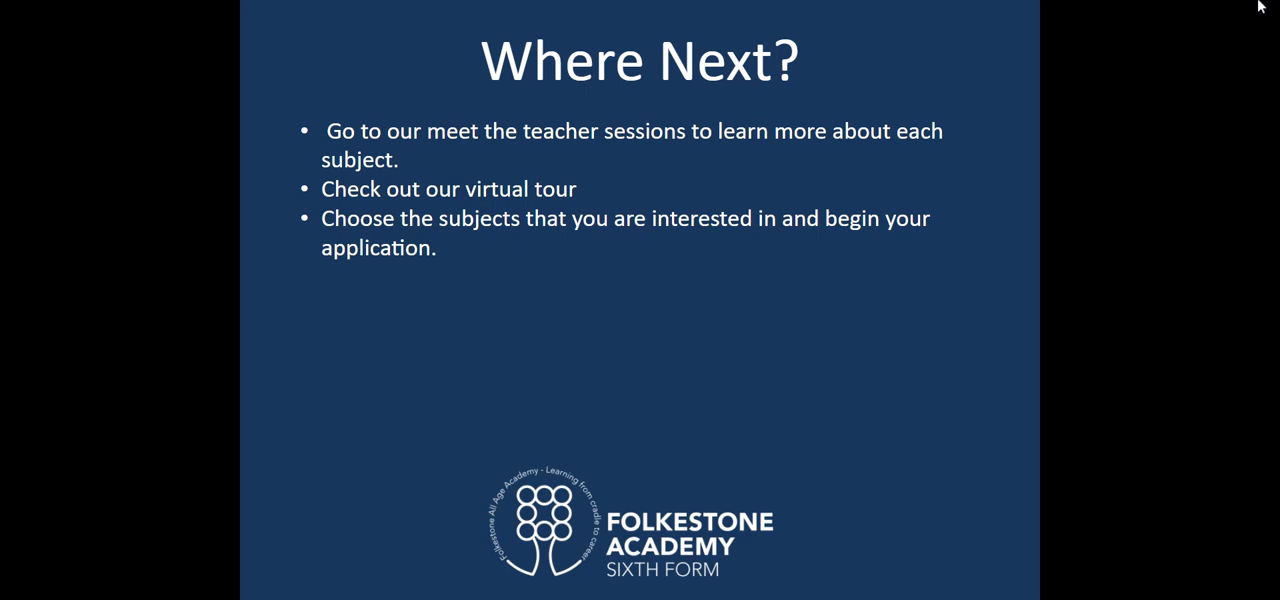 Where Next?
• Go to our meet the teacher sessions to learn more about each
subject.
• Check out our virtual tour
• Choose the subjects that you are interested in and begin your
application.
Folkestone All Age Academy - Learning from cradle to career
FOLKESTONE
ACADEMY
SIXTH FORM